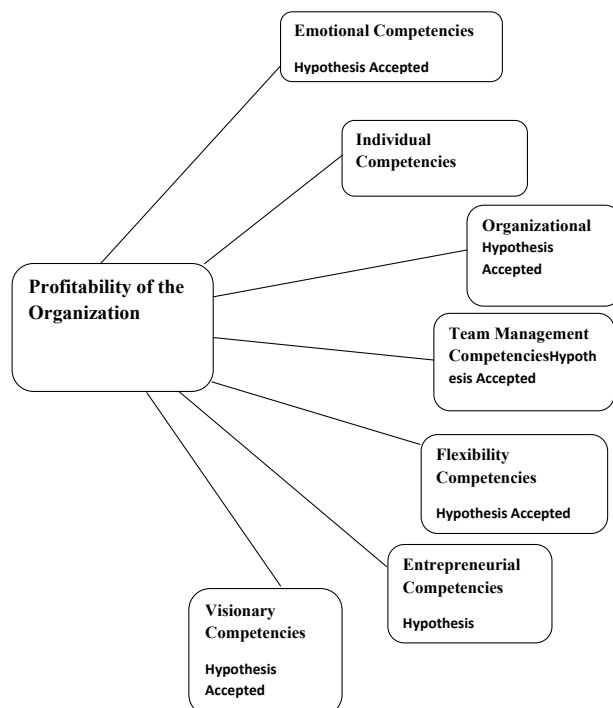 Emotional Competencies
Hypothesis Accepted
Individual
Competencies
Organizational
Hypothesis
Accepted
Profitability of the
Organization
Team Management
CompetenciesHypoth
esis Accepted
Flexibility
Competencies
Hypothesis Accepted
Entrepreneurial
Competencies
Hypothesis
Visionary
Competencies
Hypothesis
Accepted